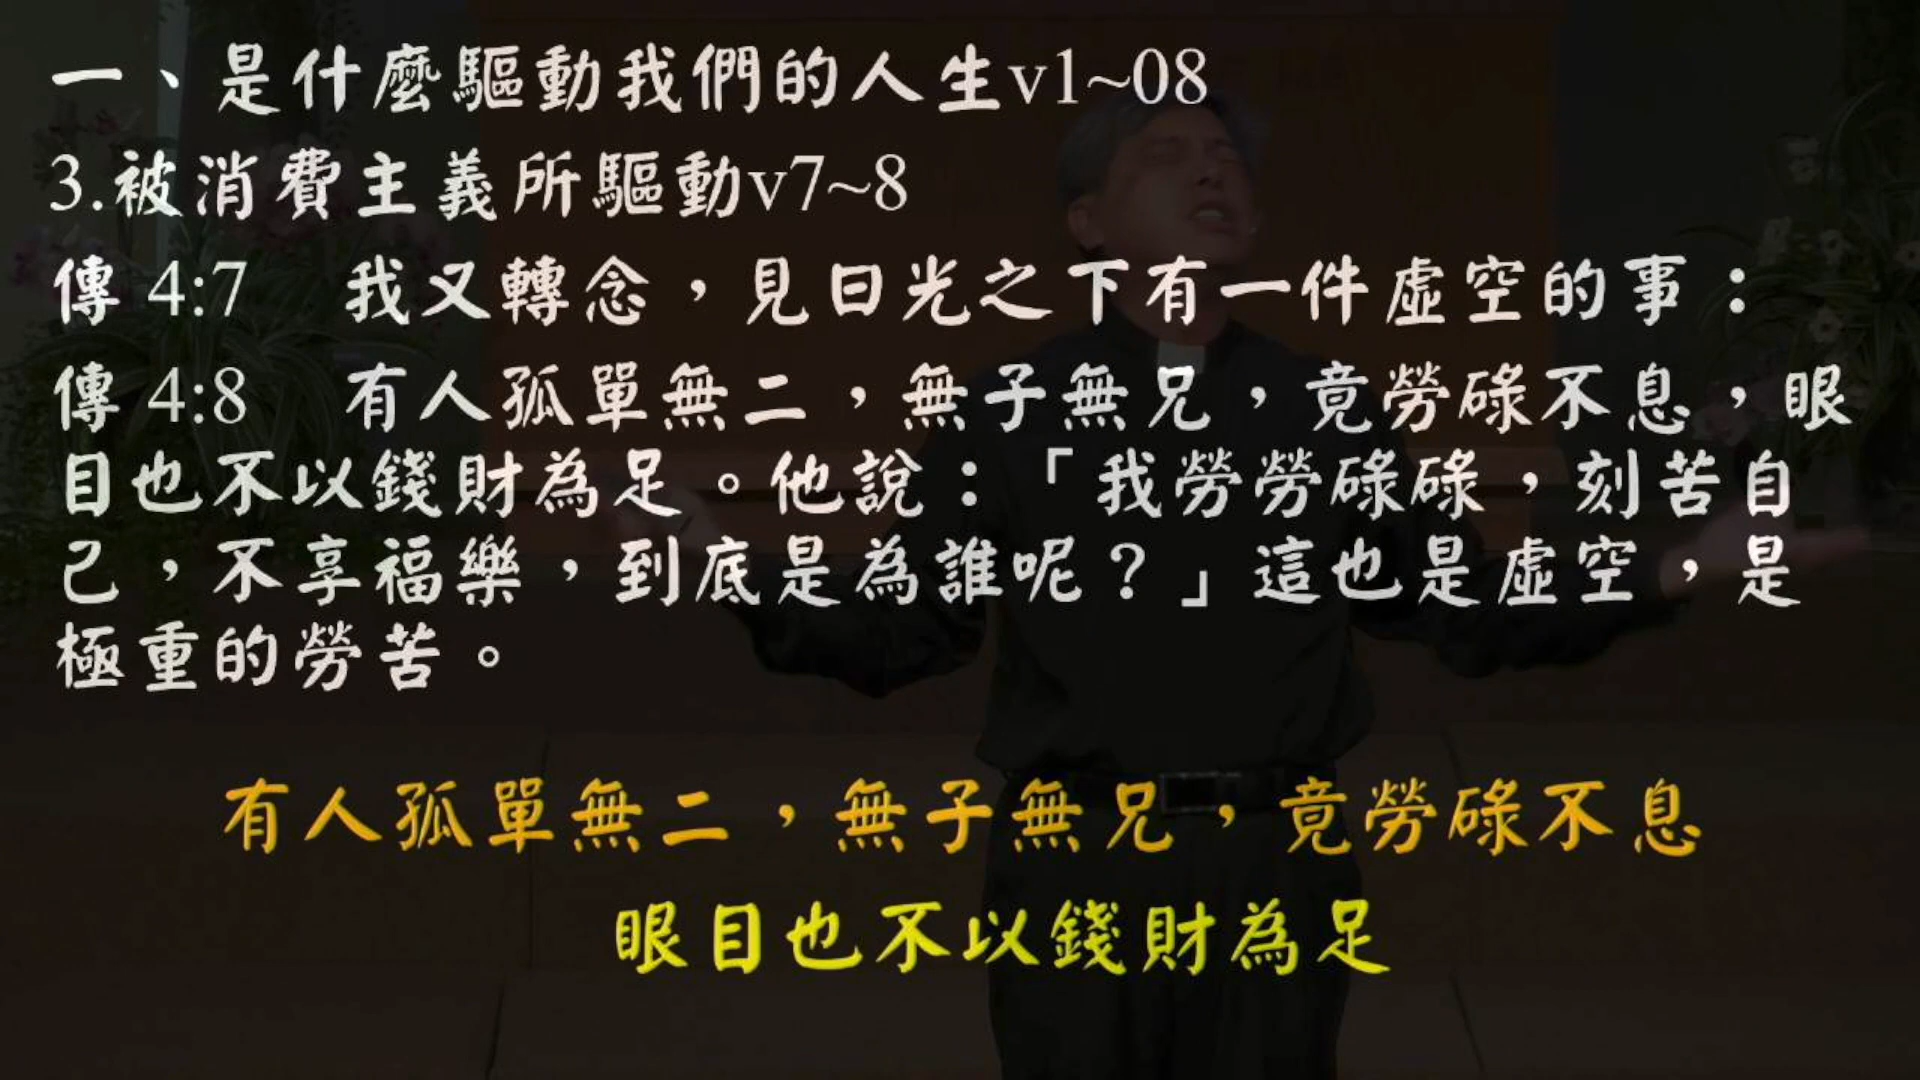 一、是什麼驅動我們的人生v1~08
3.被消費主義所驅動v7~8
傳 4:7　我又轉念，見日光之下有一件虛空的事：
傳 4:8　有人孤單無二，無子無兄，竟勞碌不息，眼
目也不以錢財為足。他說：「我勞勞碌碌，刻苦自
己，不享福樂，到底是為誰呢？」這也是虛空，是
極重的勞苦。
有人孤單無二，無子無兄，竟勞碌不息
眼目也不以錢財為足